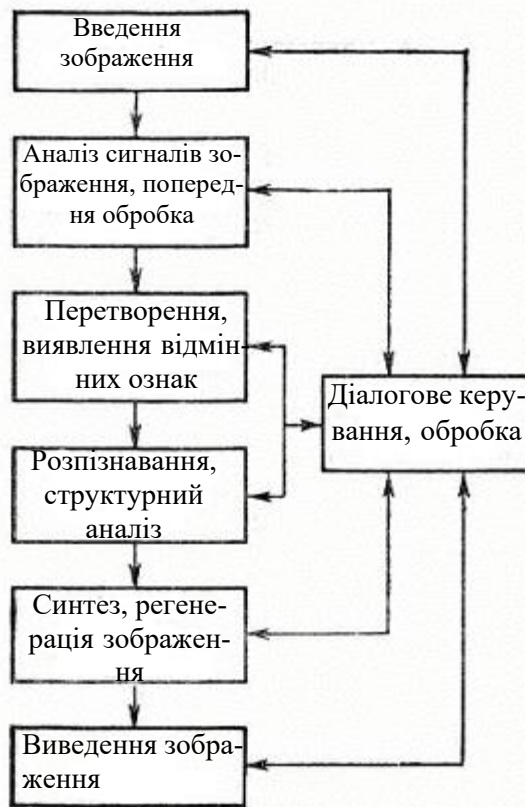 Введення
зображення
Аналіз сигналів зо-
браження, поперед-
ня обробка
Перетворення,
виявлення відмін-
них ознак
Розпізнавання,
структурний
аналіз
Синтез, регене-
рація зображен-
ня
Виведення зобра-
ження
Діалогове керу-
вання, обробка